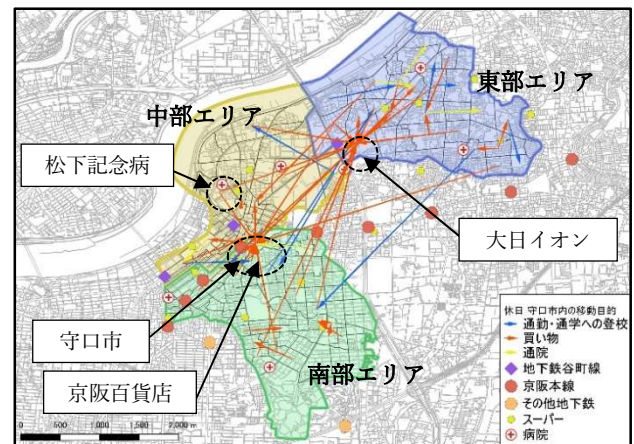 東部エリア
中部エリア
松下記念病
大日イオン
守口市
京阪百貨店
南部エリア
休日 守口市内の移動目的
通勤・通学への登校
買い物
通院
地下鉄谷町線
京阪本線
その他地下鉄
スーパー
病院
0 500 1,000 2,000 m